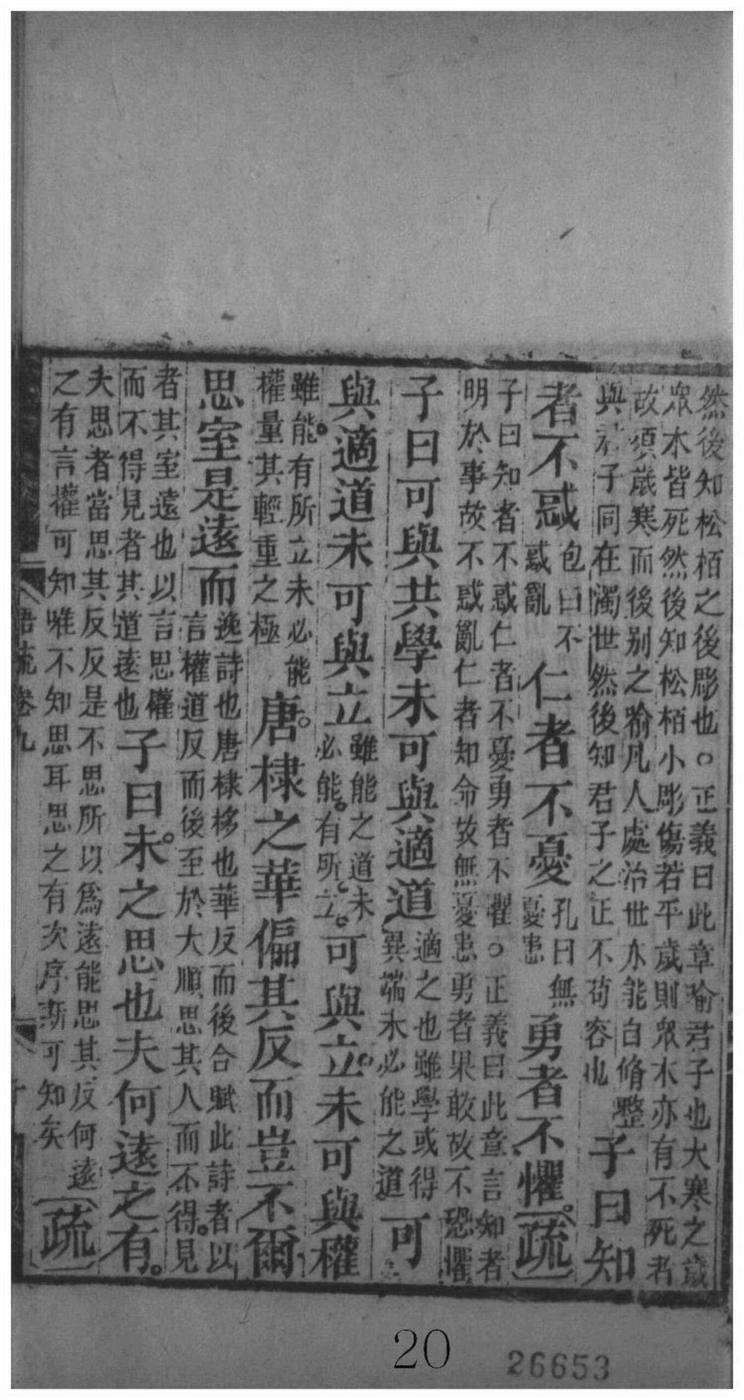 然後知松栢之後彫也○正義曰此章喻君子也大寒之歲
眾木皆死然後知松栢小彫傷若平歲則眾木亦有不死者
故須歲寒而後别之喻凡人處治世亦能自脩整
與君子同在濁世然後知君子之正不苟容也
子曰知
者不惑
包曰不
惑亂
仁者不憂
孔曰無
憂患
勇者不懼
〔疏〕
子曰知者不惑仁者不憂勇者不懼○正義曰此章言知者
明於事故不惑亂仁者知命故無憂患勇者果敢故不恐懼
子曰可與共學未可與適道
適之也雖學或得
異端未必能之道
可
與適道未可與立
雖能之道未
必能有所立
可與立未可與權
雖能有所立未必能
權量其輕重之極
唐棣之華偏其反而豈不爾
思室是遠而
逸詩也唐棣栘也華反而後合賦此詩者以
言權道反而後至於大順思其人而不得見
者其室遠也以言思權
而不得見者其道遠也
子曰未之思也夫何遠之有
夫思者當思其反反是不思所以為遠能思其反何遠
之有言權可知唯不知思耳思之有次序斯可知矣
〔疏〕
語疏卷九
20
26653